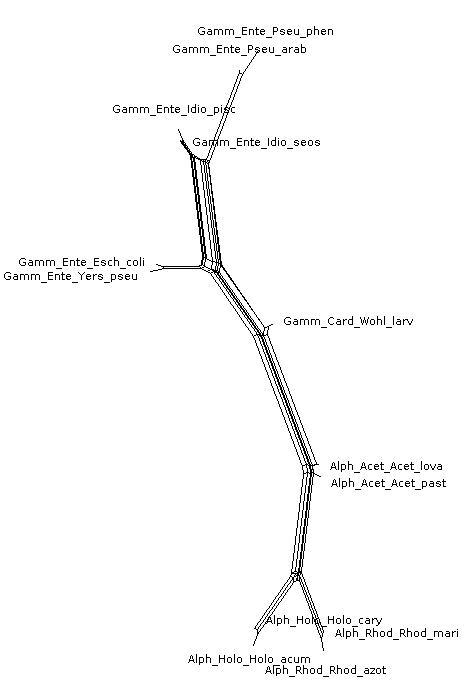 Gamm_Ente_Pseu_phen
Gamm_Ente_Pseu_arab
Gamm_Ente_Idio_pisc
Gamm_Ente_Idio_seos
Gamm_Ente_Esch_coli
Gamm_Ente_Yers_pseu
Gamm_Card_Wohl_larv
Alph_Acet_Acet_lova
Alph_Acet_Acet_past
Alph_Holo_Holo_cary
Alph_Rhod_Rhod_mari
Alph_Holo_Holo_acum
Alph_Rhod_Rhod_azot